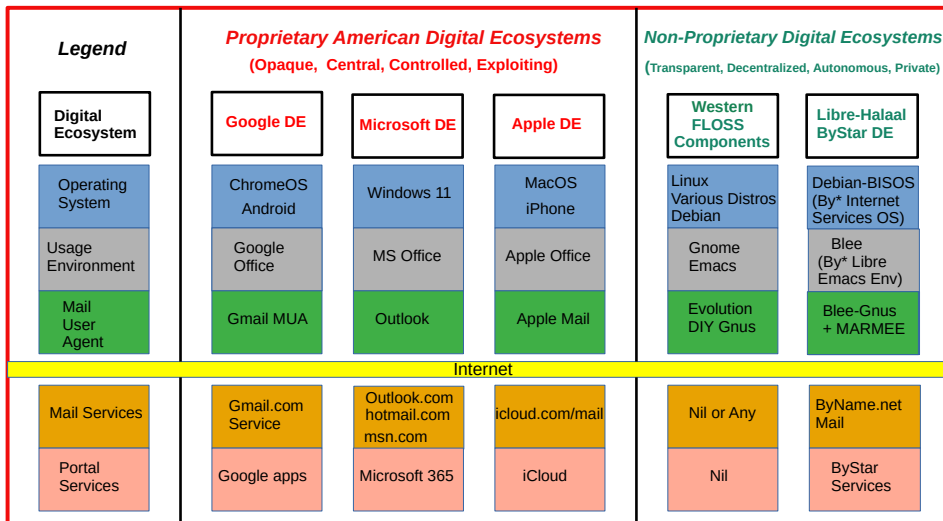 Legend
Digital
Ecosystem
Operating
System
Usage
Environment
Mail
User
Agent
Proprietary American Digital Ecosystems
(Opaque, Central, Controlled, Exploiting)
Google DE
Microsoft DE
Apple DE
ChromeOS
Android
Windows 11
MacOS
iPhone
Google
Office
MS Office
Apple Office
Gmail MUA
Outlook
Apple Mail
Non-Proprietary Digital Ecosystems
(Transparent, Decentralized, Autonomous, Private)
Western
FLOSS
Components
Libre-Halaal
ByStar DE
Linux
Various Distros
Debian
Debian-BISOS
(By* Internet
Services OS)
Gnome
Emacs
Blee
(By* Libre
Emacs Env)
Evolution
DIY Gnus
Blee-Gnus
+ MARMEE
Internet
Mail Services
Gmail.com
Service
Outlook.com
hotmail.com
msn.com
icloud.com/mail
Nil or Any
ByName.net
Mail
Portal
Services
Google apps
Microsoft 365
iCloud
Nil
ByStar
Services